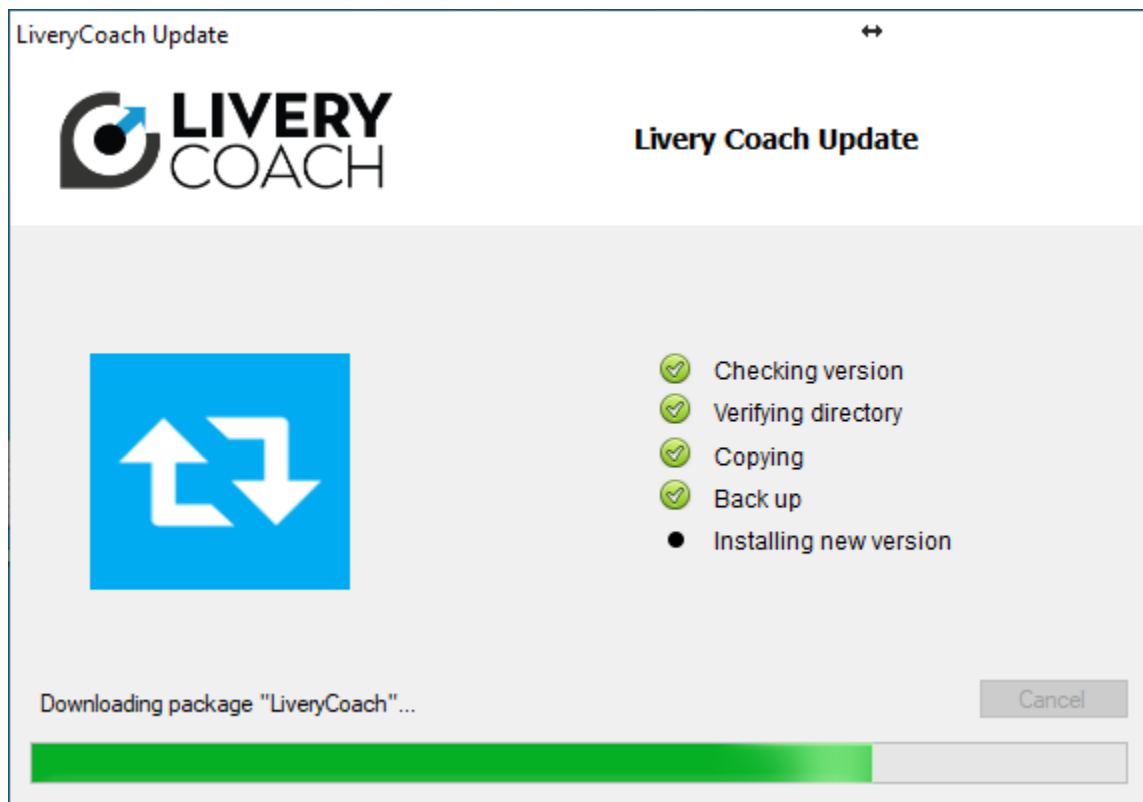 LiveryCoach Update
LIVERY
COACH
Livery Coach Update
Checking version
Verifying directory
Copying
Back up
Installing new version
Downloading package "LiveryCoach"...
Cancel